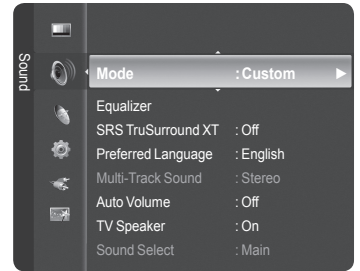 Sound
Mode : Custom
Equalizer
SRS TruSurround XT : Off
Preferred Language : English
Multi-Track Sound : Stereo
Auto Volume : Off
TV Speaker : On
Sound Select : Main